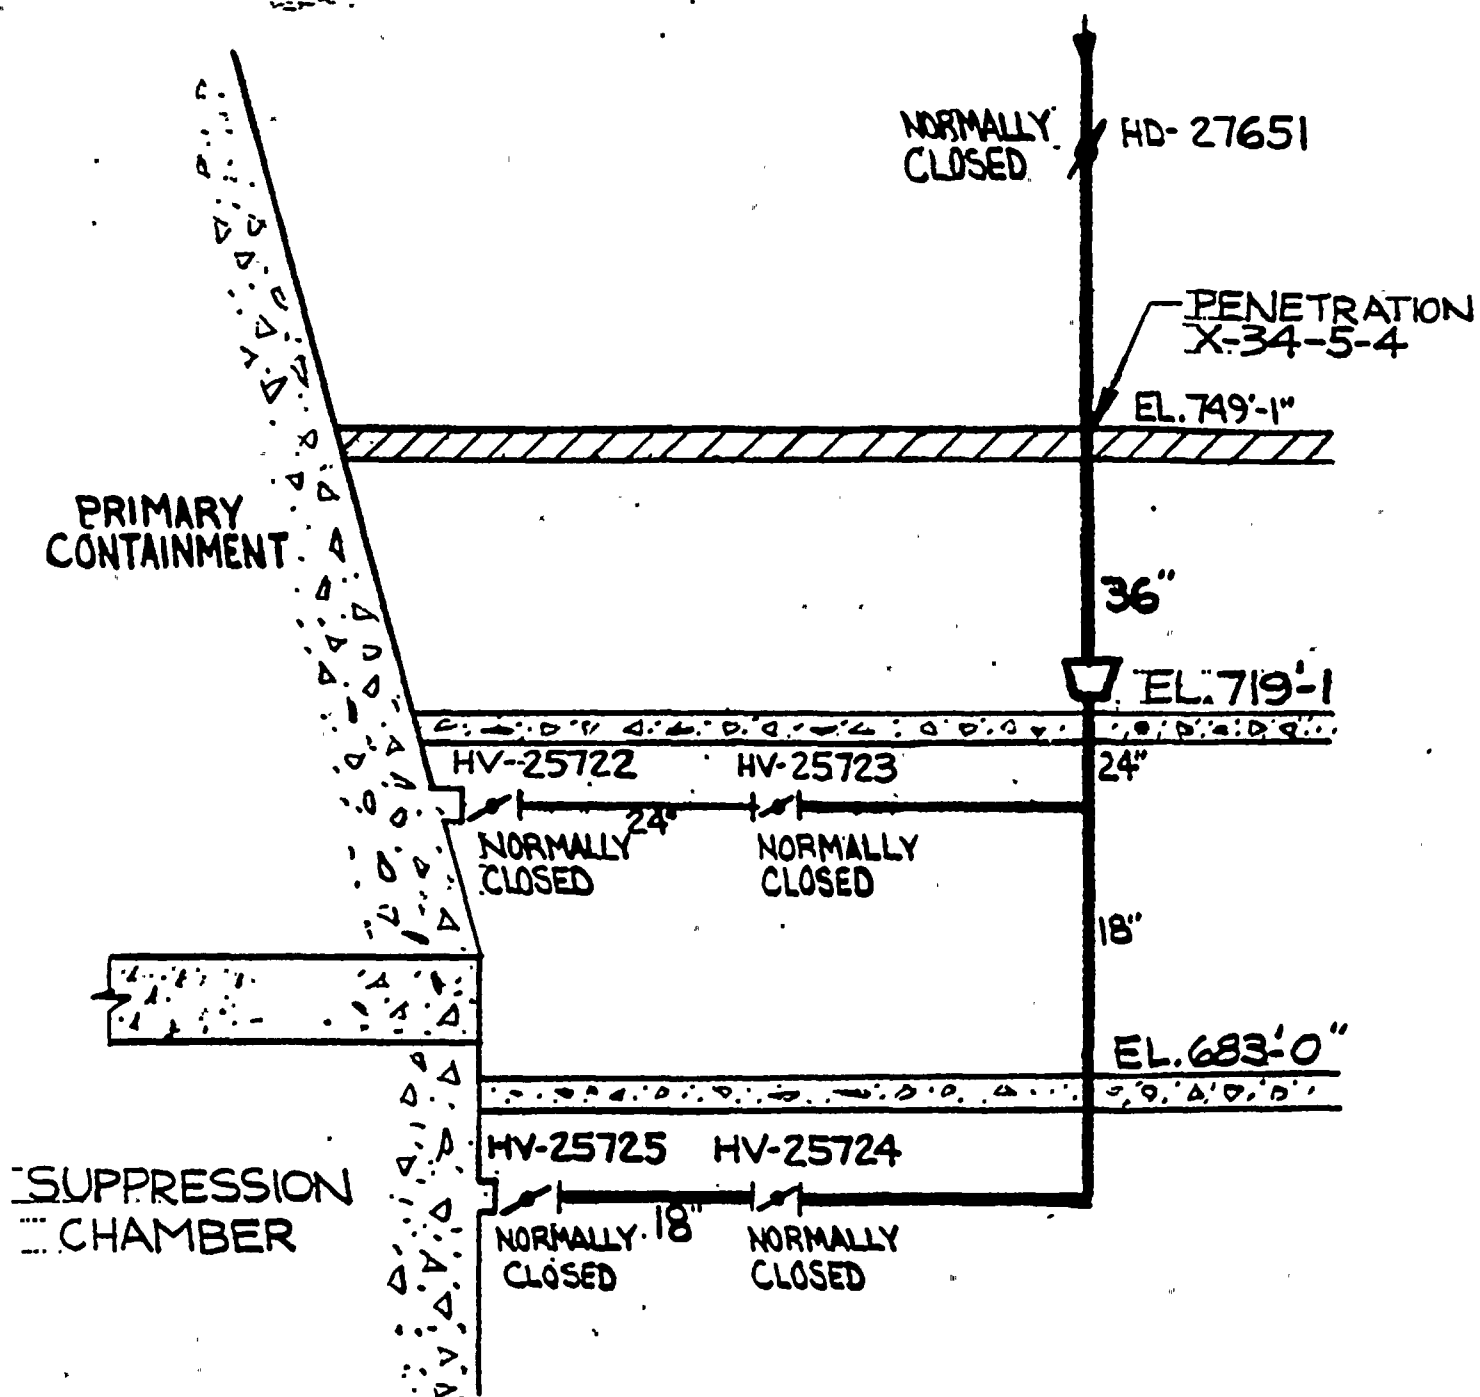 NORMALLY
CLOSED
HD-27651
PENETRATION
X-34-5-4
EL.749'-1"
PRIMARY
CONTAINMENT
36"
EL.719'-1
HV-25722
HV-25723
24"
24"
NORMALLY
CLOSED
NORMALLY
CLOSED
18"
EL.683'-0"
HV-25725
HV-25724
SUPPRESSION
CHAMBER
18"
NORMALLY
CLOSED
NORMALLY
CLOSED